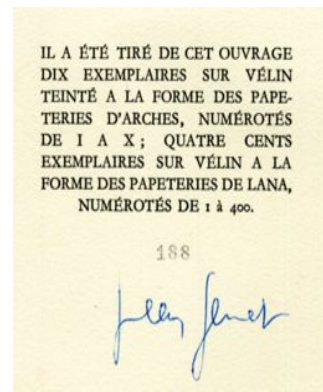 IL A ÉTÉ TIRÉ DE CET OUVRAGE
DIX EXEMPLAIRES SUR VÉLIN
TEINTÉ A LA FORME DES PAPE-
TERIES D'ARCHES, NUMÉROTÉS
DE I A X ; QUATRE CENTS
EXEMPLAIRES SUR VÉLIN A LA
FORME DES PAPETERIES DE LANA,
NUMÉROTÉS DE 1 à 400.
188
Jean Genet